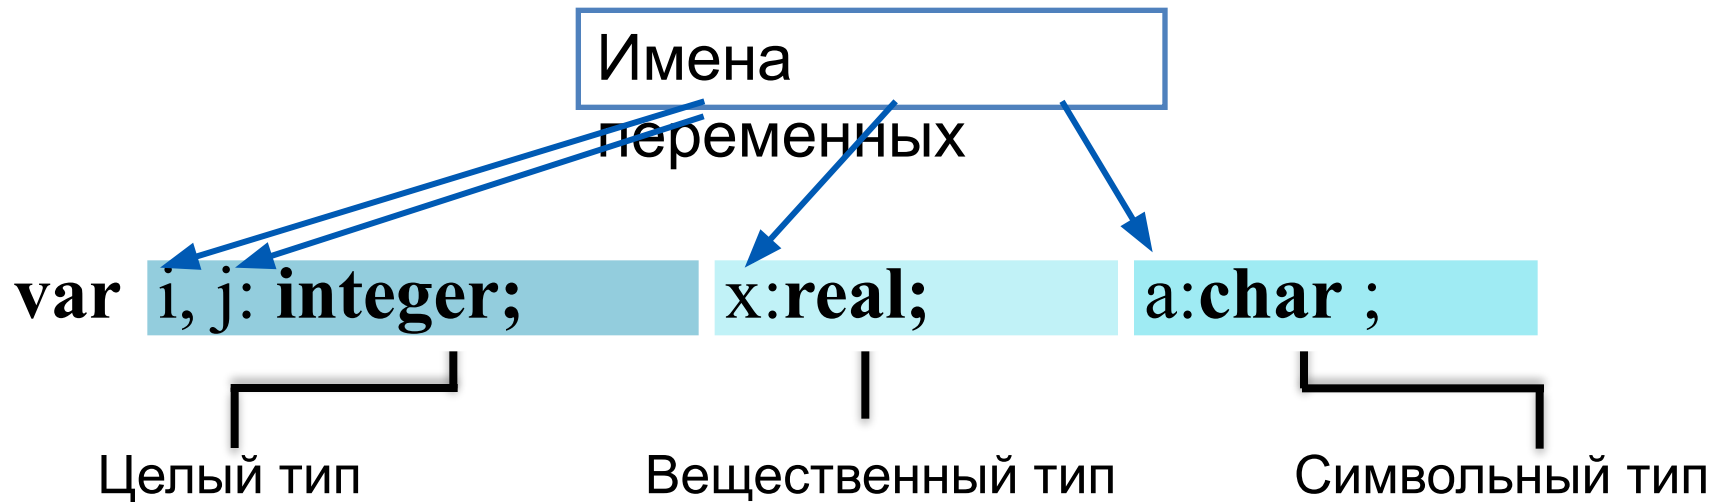 Имена
переменных
var i, j: integer; x:real; a:char ;
Целый тип Вещественный тип Символьный тип